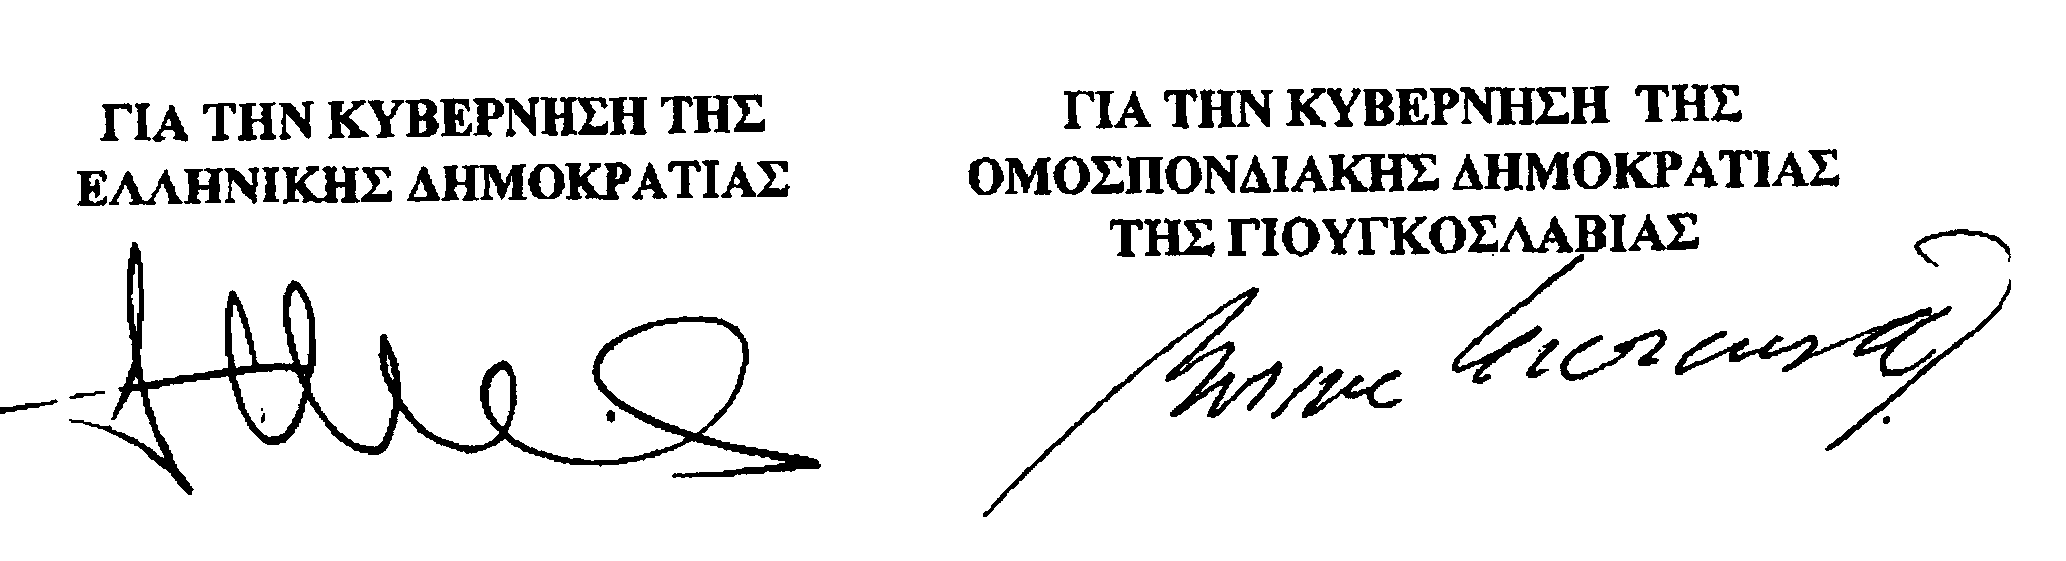 ΓΙΑ ΤΗΝ ΚΥΒΕΡΝΗΣΗ ΤΗΣ
ΕΛΛΗΝΙΚΗΣ ΔΗΜΟΚΡΑΤΙΑΣ
ΓΙΑ ΤΗΝ ΚΥΒΕΡΝΗΣΗ ΤΗΣ
ΟΜΟΣΠΟΝΔΙΑΚΗΣ ΔΗΜΟΚΡΑΤΙΑΣ
ΤΗΣ ΓΙΟΥΓΚΟΣΛΑΒΙΑΣ